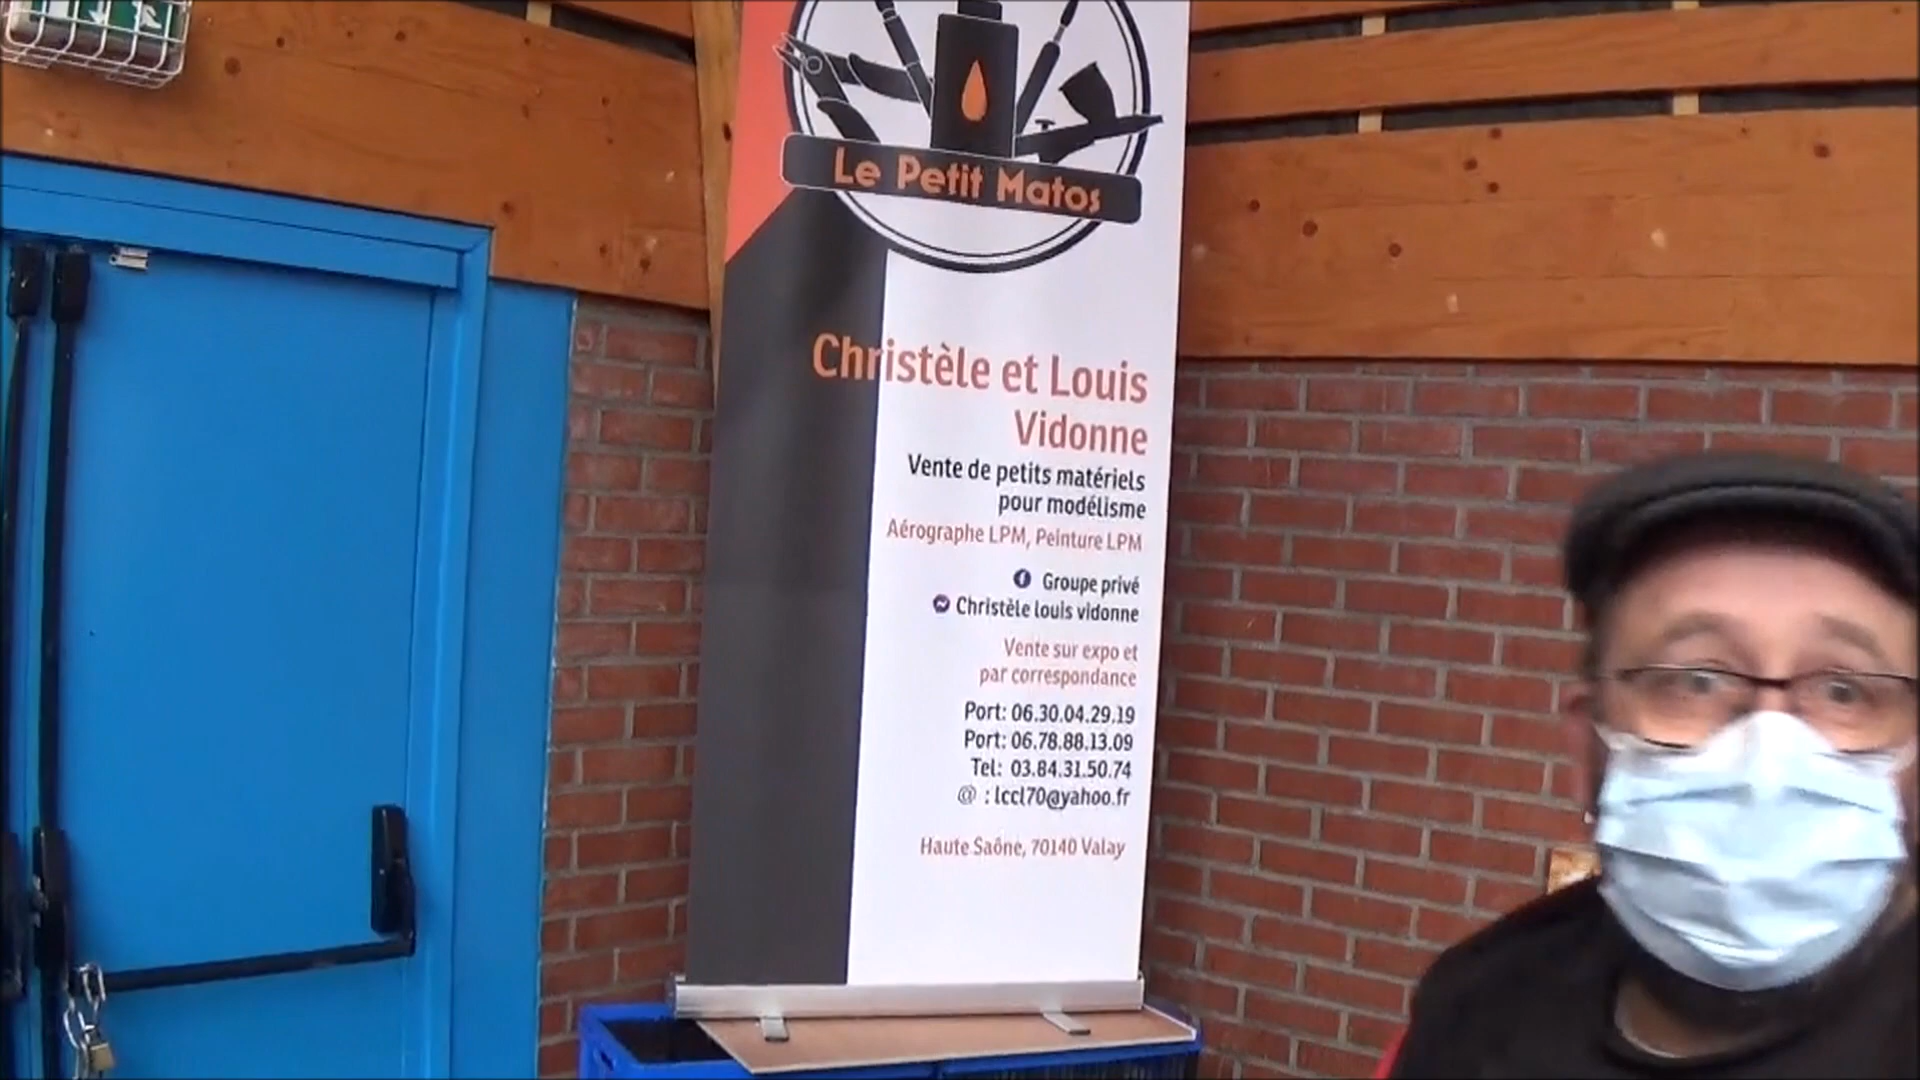 Le Petit Matos
Christèle et Louis
Vidonne
Vente de petits matériels
pour modélisme
Aérographe LPM, Peinture LPM
Groupe privé
Christèle louis vidonne
Vente sur expo et
par correspondance
Port: 06.30.04.29.19
Port: 06.78.88.13.09
Tel: 03.84.31.50.74
@ : lccl70@yahoo.fr
Haute Saône, 70140 Valay